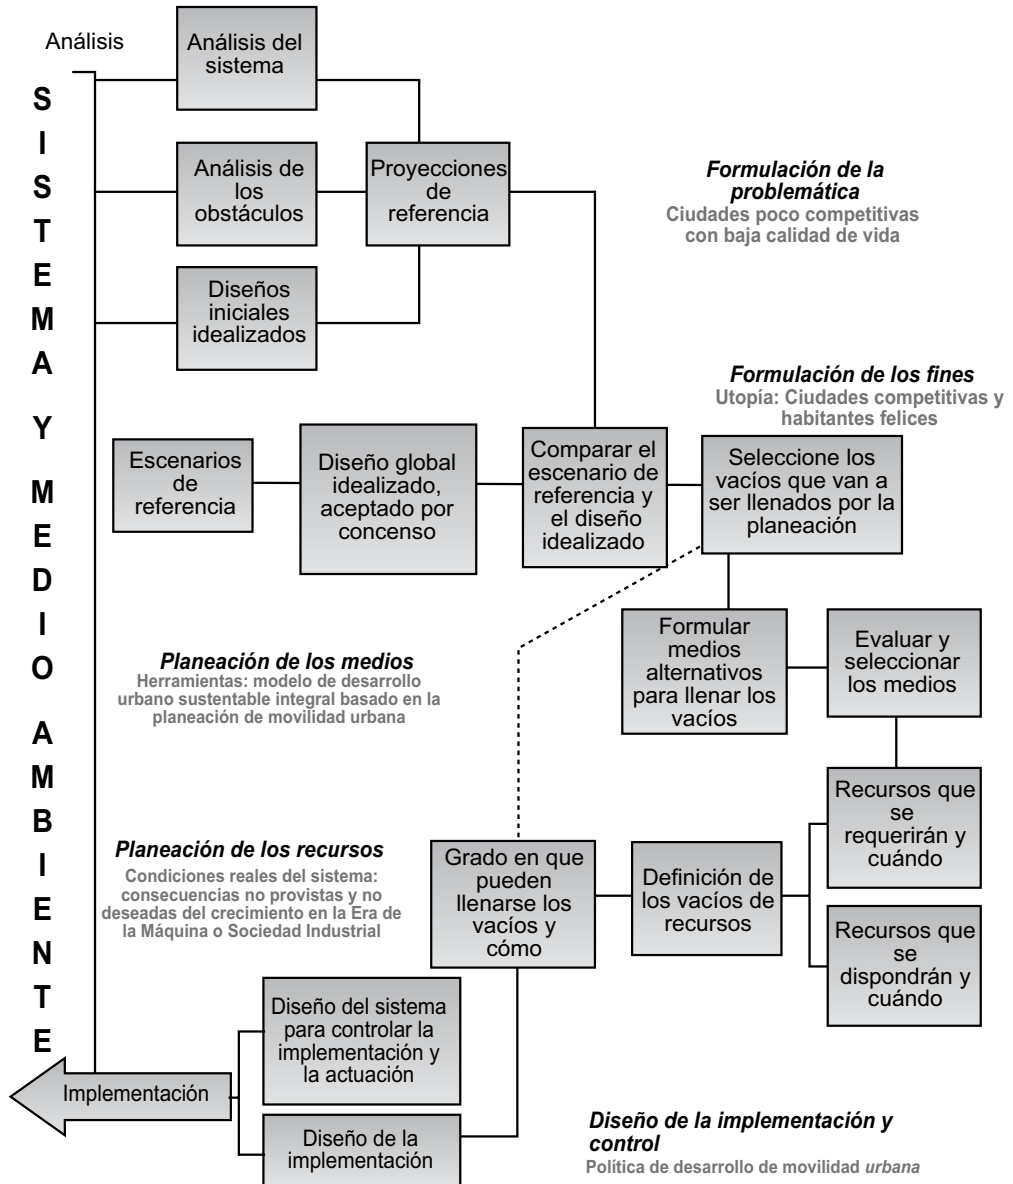 Análisis
SISTEMA Y MEDIO AMBIENTE
Análisis del
sistema
Análisis de
los
obstáculos
Proyecciones
de
referencia
Diseños
iniciales
idealizados
Formulación de la
problemática
Ciudades poco competitivas
con baja calidad de vida
Formulación de los fines
Utopía: Ciudades competitivas y
habitantes felices
Escenarios
de
referencia
Diseño global
idealizado,
aceptado por
concenso
Comparar el
escenario de
referencia y
el diseño
idealizado
Seleccione los
vacíos que van a
ser llenados por la
planeación
Planeación de los medios
Herramientas: modelo de desarrollo
urbano sustentable integral basado en la
planeación de movilidad urbana
Formular
medios
alternativos
para llenar los
vacíos
Evaluar y
seleccionar
los medios
Planeación de los recursos
Condiciones reales del sistema:
consecuencias no provistas y no
deseadas del crecimiento en la Era de
la Máquina o Sociedad Industrial
Grado en que
pueden
llenarse los
vacíos y
cómo
Definición de
los vacíos de
recursos
Recursos que
se
requerirán y
cuándo
Recursos que
se
dispondrán y
cuándo
Diseño del sistema
para controlar la
implementación y
la actuación
Implementación
Diseño de la
implementación
Diseño de la implementación y
control
Política de desarrollo de movilidad urbana